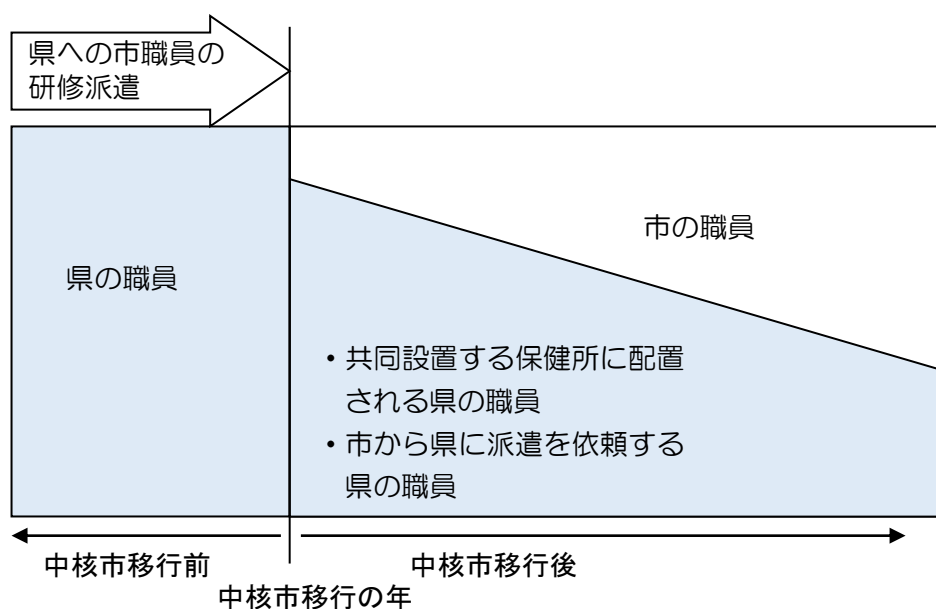 県への市職員の
研修派遣
市の職員
県の職員
・共同設置する保健所に配置
される県の職員
・市から県に派遣を依頼する
県の職員
中核市移行前
中核市移行後
中核市移行の年